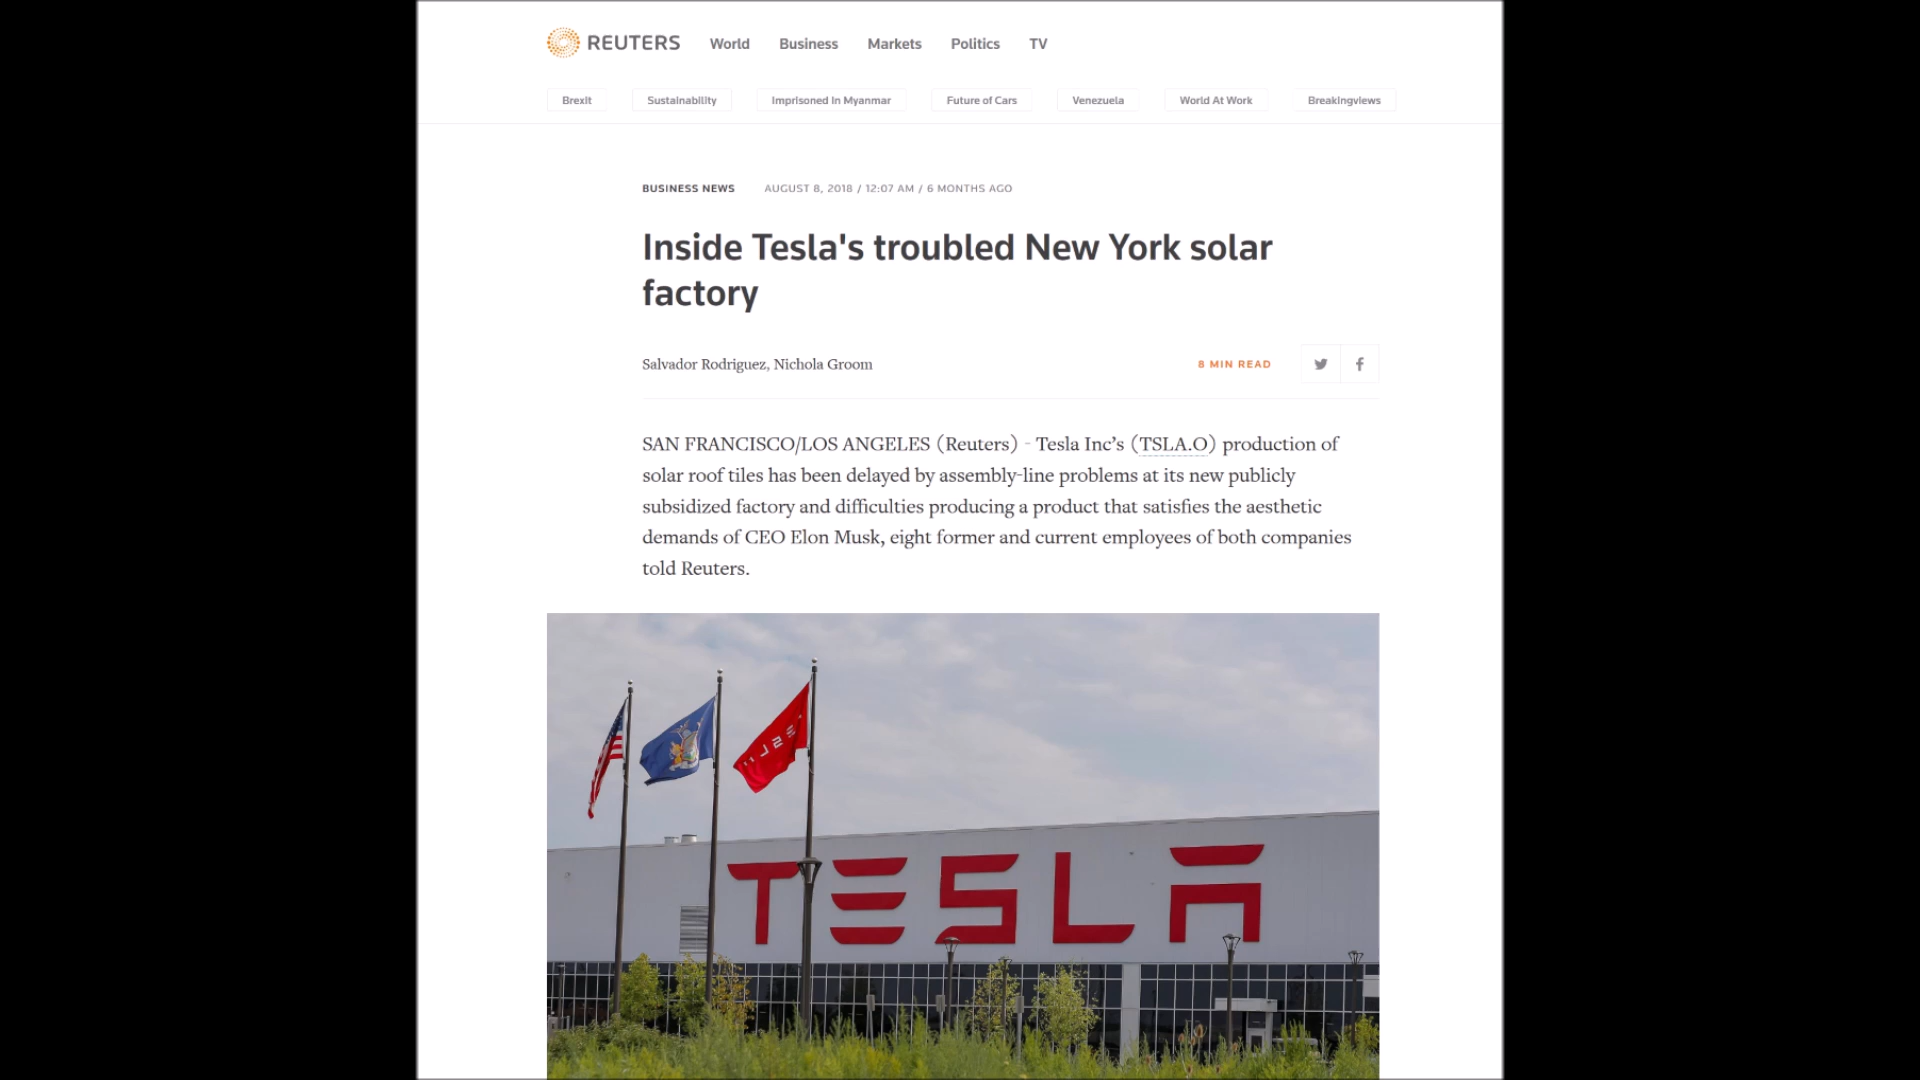 REUTERS World Business Markets Politics TV
Brexit Sustainability Imprisoned In Myanmar Future of Cars Venezuela World At Work Breakingviews
BUSINESS NEWS AUGUST 8, 2018 / 12:07 AM / 6 MONTHS AGO
Inside Tesla's troubled New York solar
factory
Salvador Rodriguez, Nichola Groom 8 MIN READ
SAN FRANCISCO/LOS ANGELES (Reuters) - Tesla Inc’s (TSLA.O) production of
solar roof tiles has been delayed by assembly-line problems at its new publicly
subsidized factory and difficulties producing a product that satisfies the aesthetic
demands of CEO Elon Musk, eight former and current employees of both companies
told Reuters.
TESLA